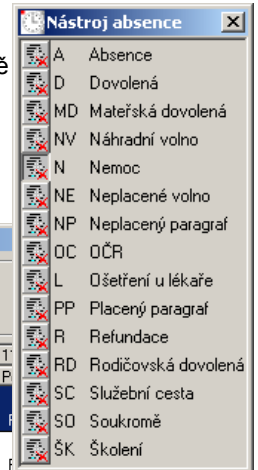 Nástroj absence
ě
A Absence
D Dovolená
MD Mateřská dovolená
NV Náhradní volno
N Nemoc
NE Neplacené volno
NP Neplacený paragraf
OC OČR
L Ošetření u lékaře
PP Placený paragraf
R Refundace
RD Rodičovská dovolená
SC Služební cesta
SO Soukromě
ŠK Školení